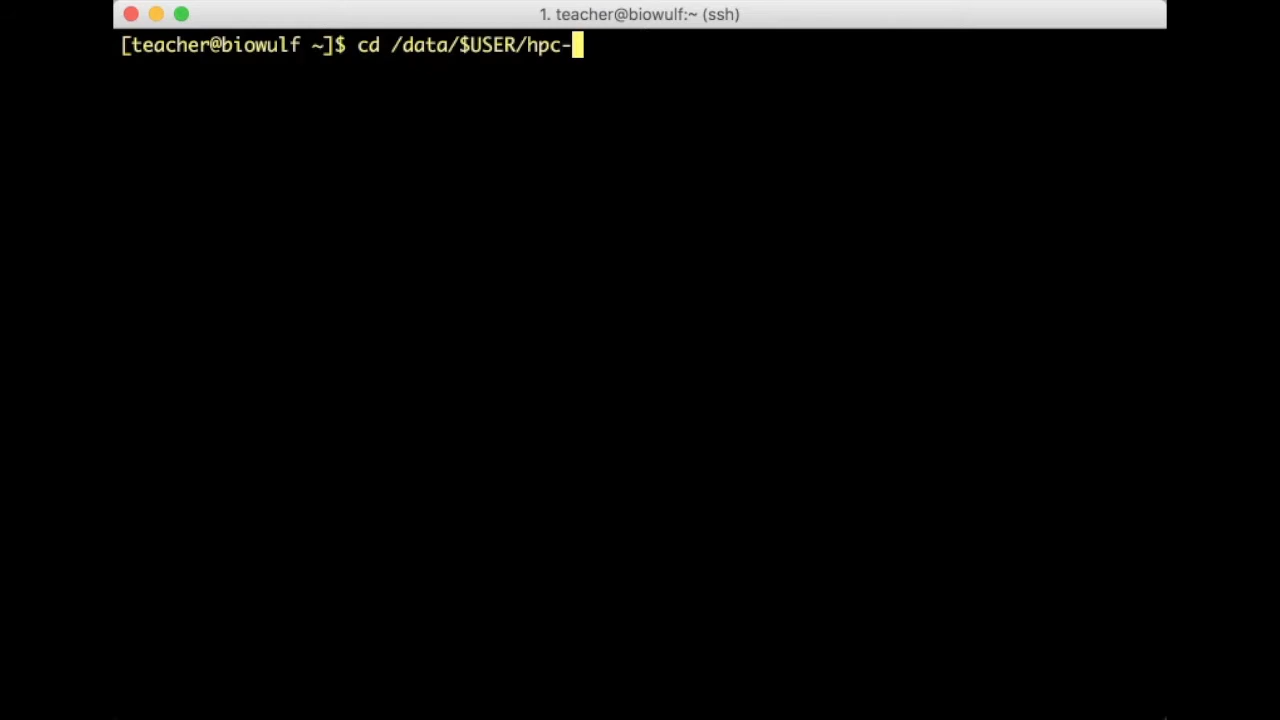 1. teacher@biowulf:~ (ssh)
[teacher@biowulf ~]$ cd /data/$USER/hpc-